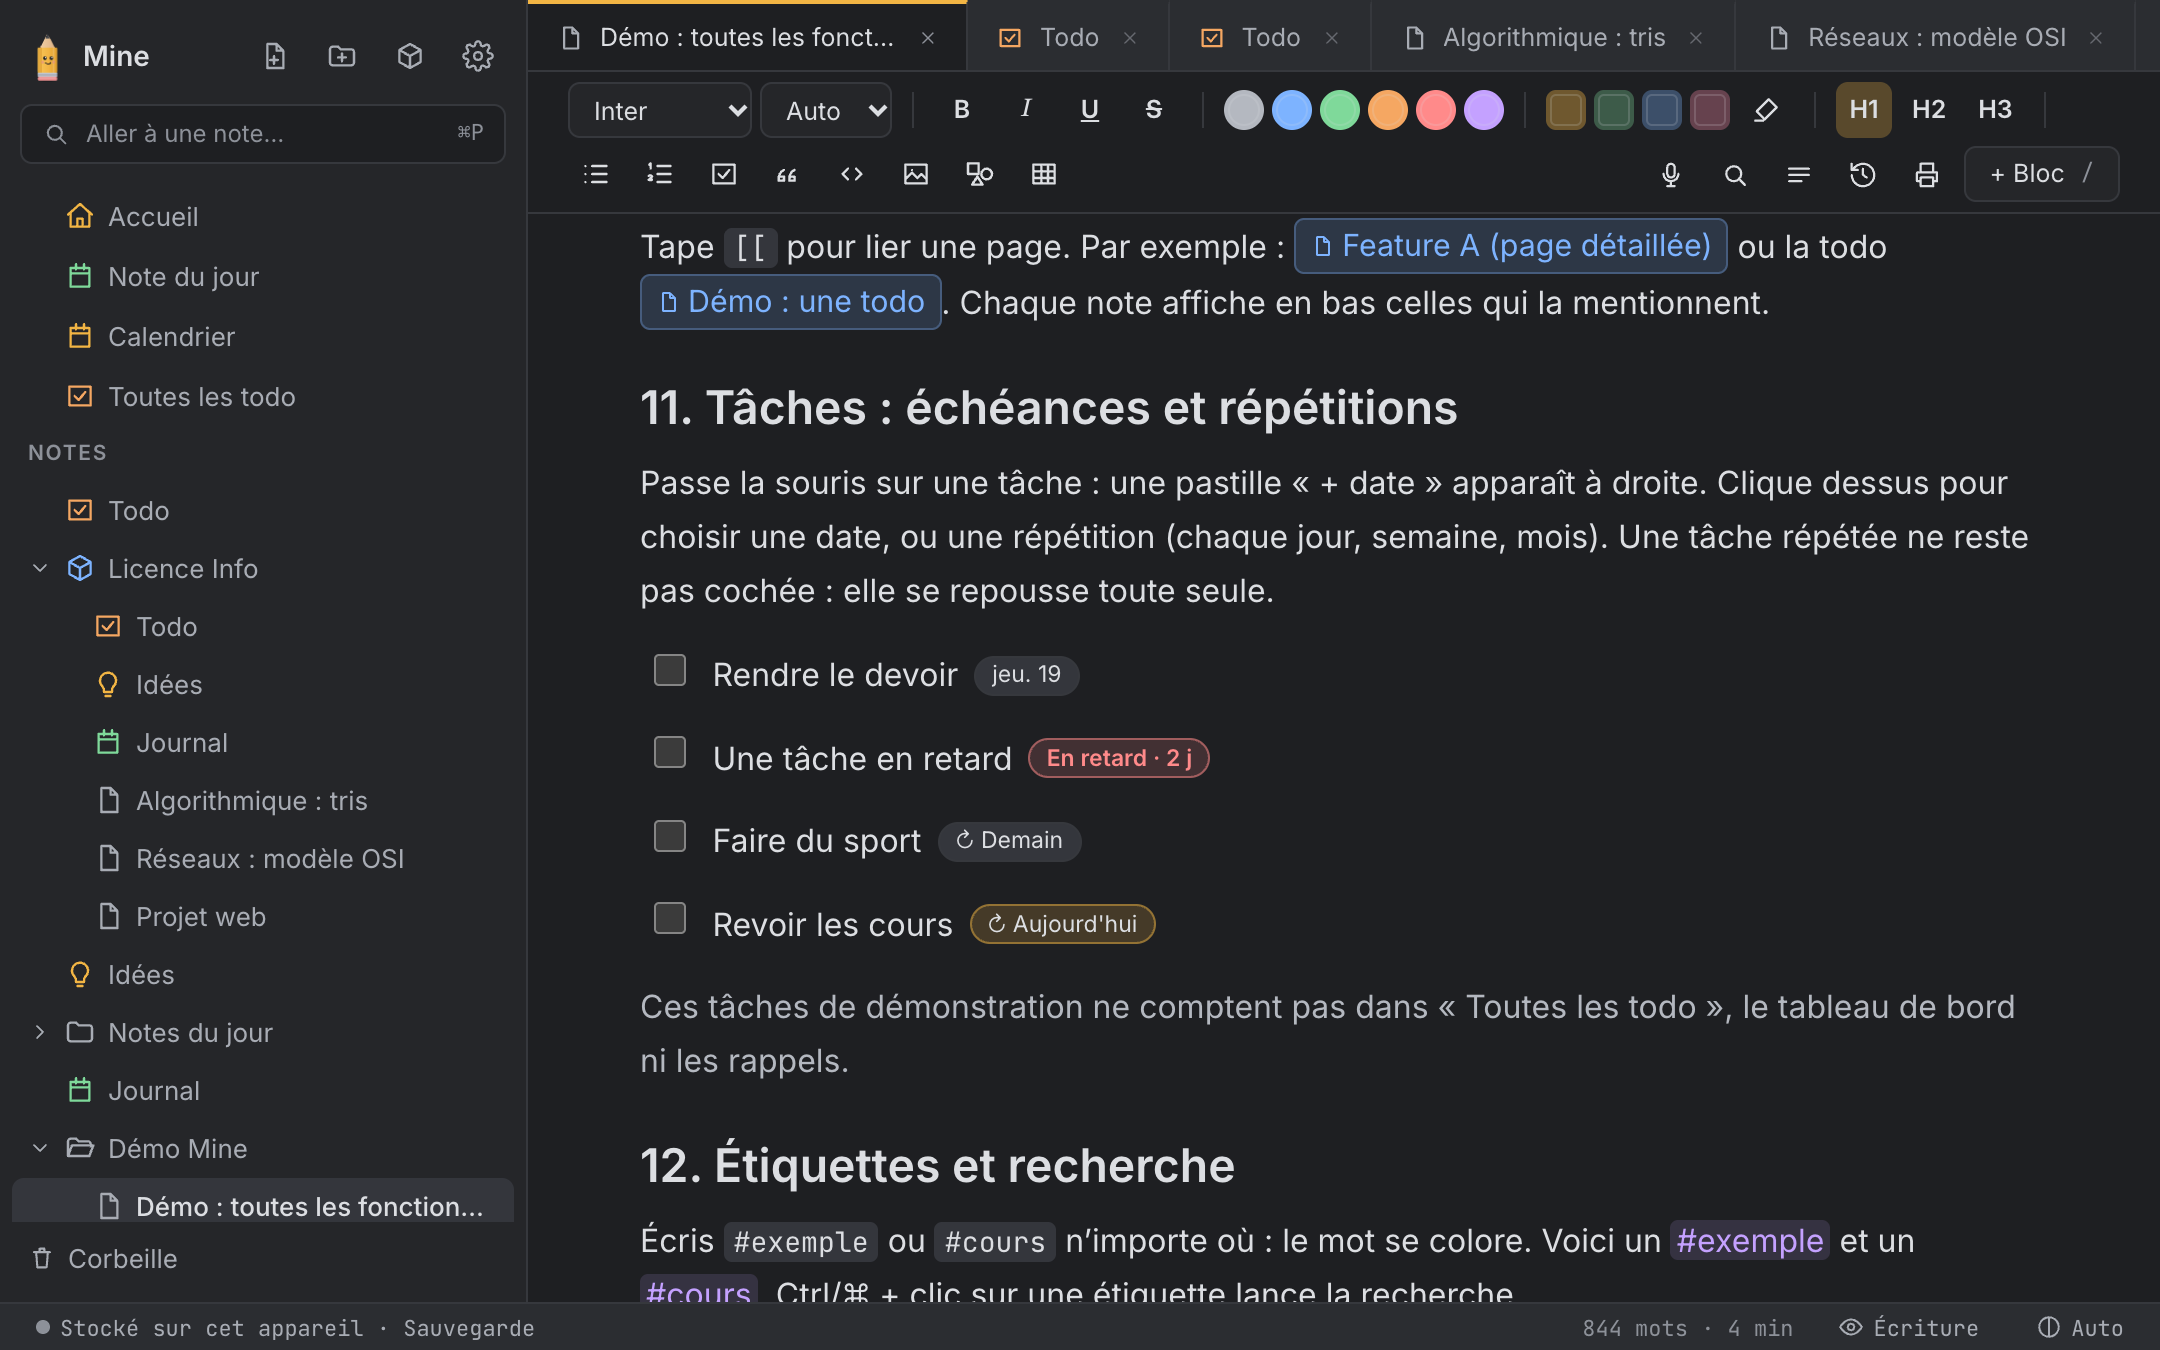 Mine
Aller à une note... ⌘P
Accueil
Note du jour
Calendrier
Toutes les todo
NOTES
Todo
Licence Info
Todo
Idées
Journal
Algorithmique : tris
Réseaux : modèle OSI
Projet web
Idées
Notes du jour
Journal
Démo Mine
Démo : toutes les fonction...
Corbeille
Démo : toutes les fonct... × Todo × Todo × Algorithmique : tris × Réseaux : modèle OSI ×
Inter Auto B I U S H1 H2 H3
+ Bloc /
Tape [[ pour lier une page. Par exemple : Feature A (page détaillée) ou la todo
Démo : une todo. Chaque note affiche en bas celles qui la mentionnent.
11. Tâches : échéances et répétitions
Passe la souris sur une tâche : une pastille « + date » apparaît à droite. Clique dessus pour
choisir une date, ou une répétition (chaque jour, semaine, mois). Une tâche répétée ne reste
pas cochée : elle se repousse toute seule.
Rendre le devoir jeu. 19
Une tâche en retard En retard · 2 j
Faire du sport Demain
Revoir les cours Aujourd'hui
Ces tâches de démonstration ne comptent pas dans « Toutes les todo », le tableau de bord
ni les rappels.
12. Étiquettes et recherche
Écris #exemple ou #cours n’importe où : le mot se colore. Voici un #exemple et un
#cours. Ctrl/⌘ + clic sur une étiquette lance la recherche
Stocké sur cet appareil · Sauvegarde
844 mots · 4 min Écriture Auto